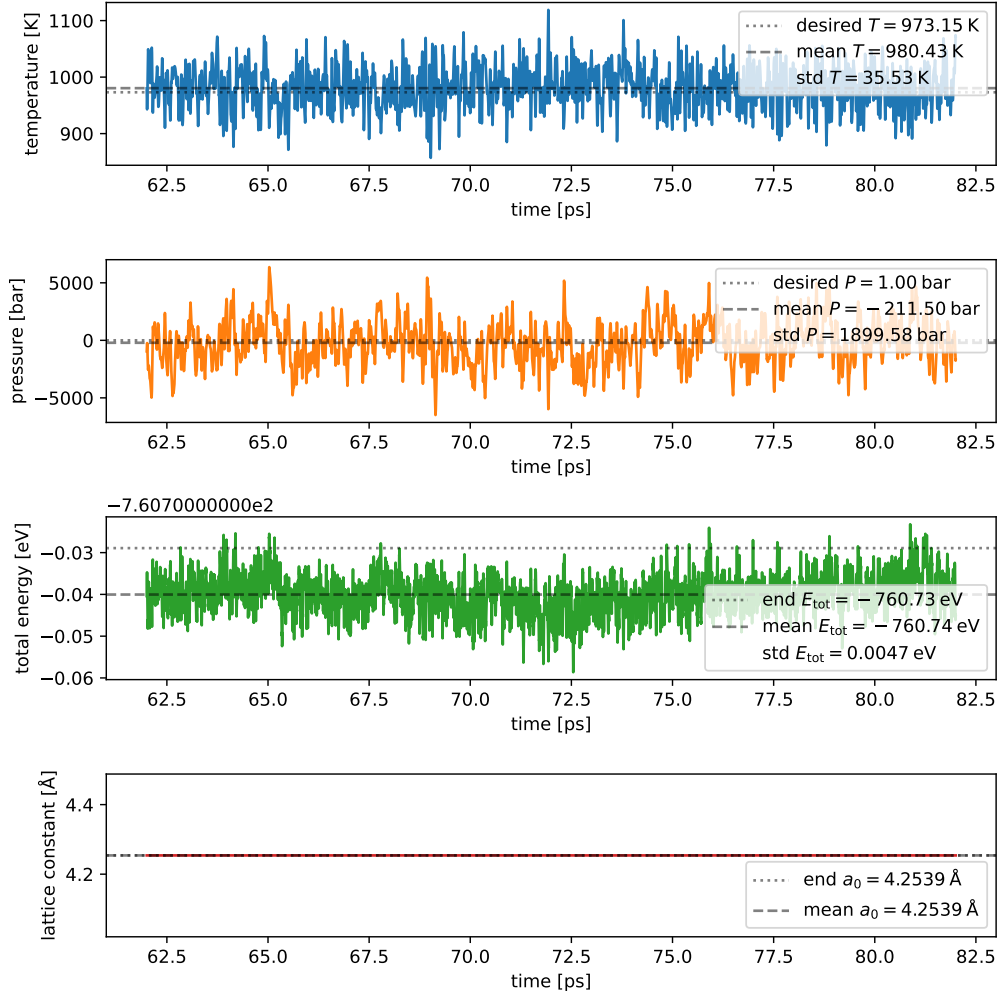 1100
1000
900
temperature [K]
desired T = 973.15 K
mean T = 980.43 K
std T = 35.53 K
62.5 65.0 67.5 70.0 72.5 75.0 77.5 80.0 82.5
time [ps]
5000
0
−5000
pressure [bar]
desired P = 1.00 bar
mean P = −211.50 bar
std P = 1899.58 bar
62.5 65.0 67.5 70.0 72.5 75.0 77.5 80.0 82.5
time [ps]
−7.6070000000e2
−0.03
−0.04
−0.05
−0.06
total energy [eV]
end Etot = −760.73 eV
mean Etot = −760.74 eV
std Etot = 0.0047 eV
62.5 65.0 67.5 70.0 72.5 75.0 77.5 80.0 82.5
time [ps]
4.4
4.2
lattice constant [Å]
end a0 = 4.2539 Å
mean a0 = 4.2539 Å
62.5 65.0 67.5 70.0 72.5 75.0 77.5 80.0 82.5
time [ps]